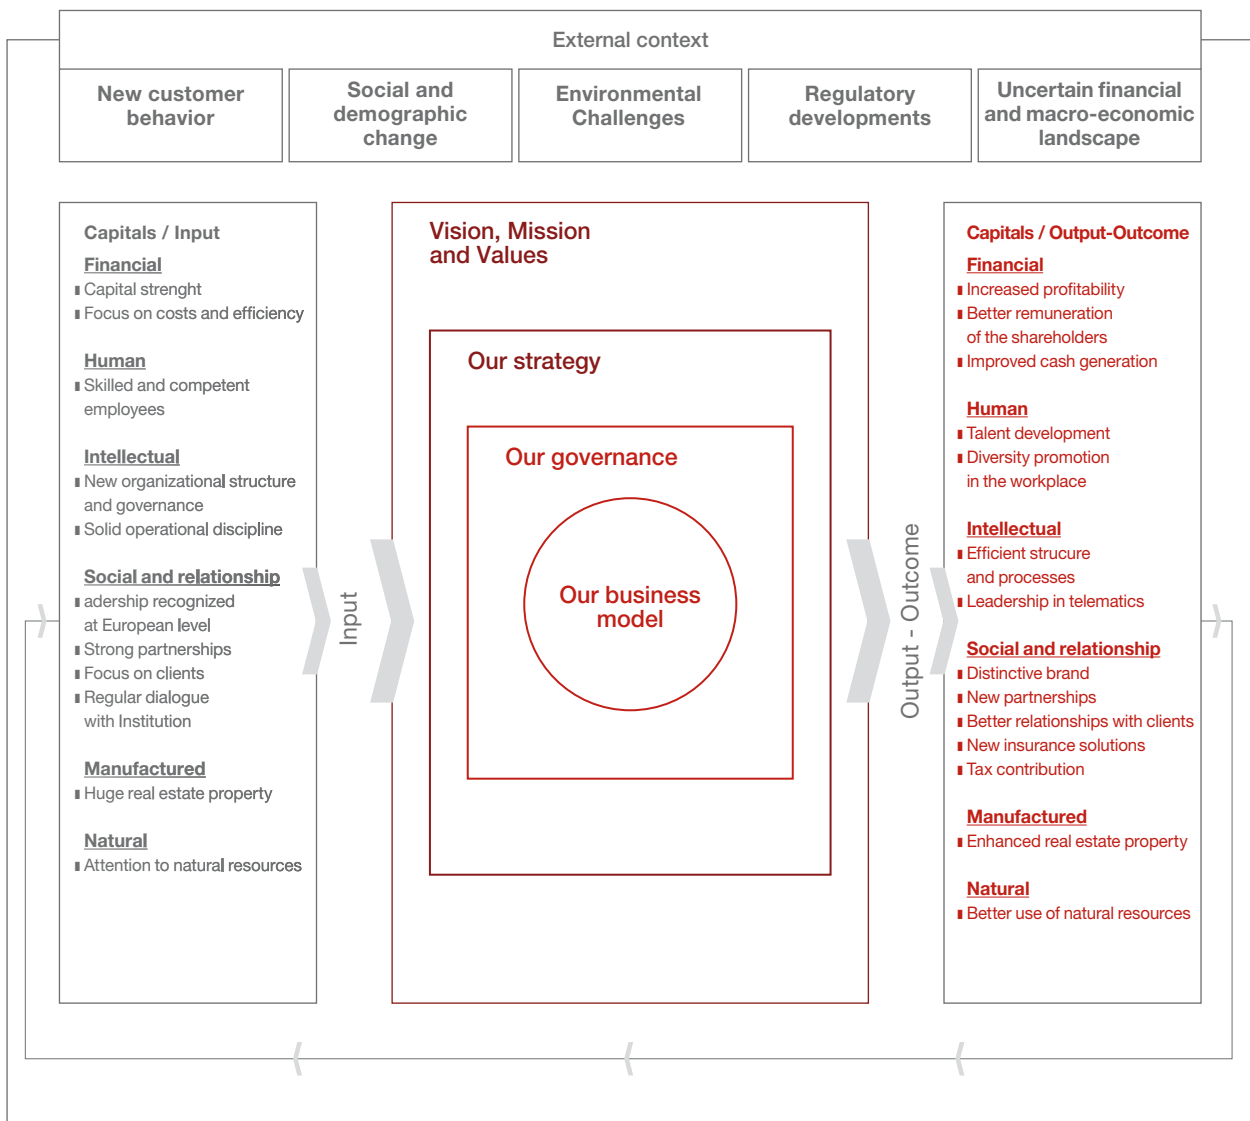 External context
New customer
behavior
Social and
demographic
change
Environmental
Challenges
Regulatory
developments
Uncertain financial
and macro-economic
landscape
Capitals / Input
Financial
Capital strenght
Focus on costs and efficiency
Human
Skilled and competent
employees
Intellectual
New organizational structure
and governance
Solid operational discipline
Social and relationship
adership recognized
at European level
Strong partnerships
Focus on clients
Regular dialogue
with Institution
Manufactured
Huge real estate property
Natural
Attention to natural resources
Input
Vision, Mission
and Values
Our strategy
Our governance
Our business
model
Output - Outcome
Capitals / Output-Outcome
Financial
Increased profitability
Better remuneration
of the shareholders
Improved cash generation
Human
Talent development
Diversity promotion
in the workplace
Intellectual
Efficient strucure
and processes
Leadership in telematics
Social and relationship
Distinctive brand
New partnerships
Better relationships with clients
New insurance solutions
Tax contribution
Manufactured
Enhanced real estate property
Natural
Better use of natural resources